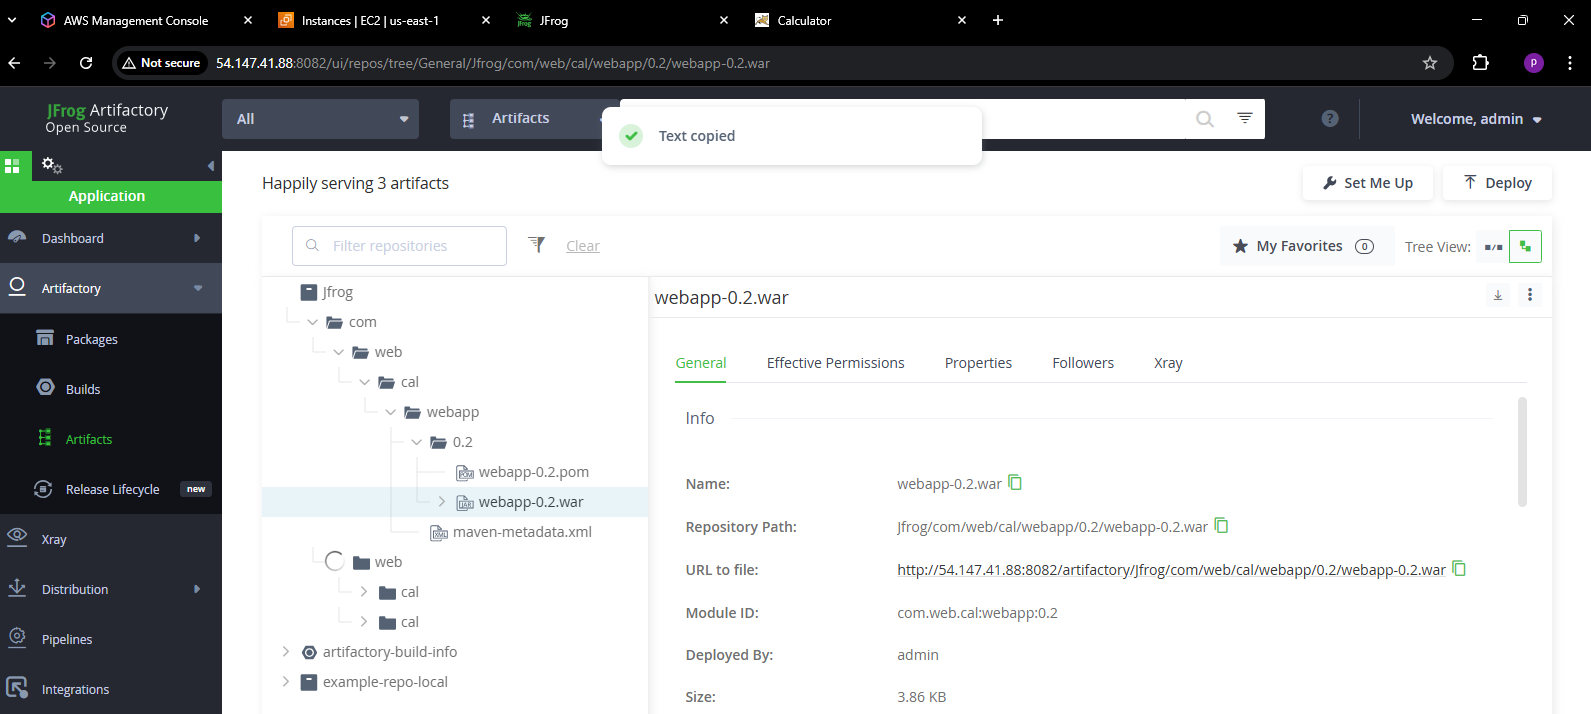 AWS Management Console
Instances | EC2 | us-east-1
JFrog
Calculator
Not secure
54.147.41.88:8082/ui/repos/tree/General/Jfrog/com/web/cal/webapp/0.2/webapp-0.2.war
P
JFrog Artifactory
Open Source
All
Artifacts
Text copied
?
Welcome, admin
Application
Dashboard
Artifactory
Packages
Builds
Artifacts
Release Lifecycle new
Xray
Distribution
Pipelines
Integrations
Happily serving 3 artifacts
Set Me Up
Deploy
Filter repositories
Clear
My Favorites 0
Tree View:
Jfrog
com
web
cal
webapp
0.2
webapp-0.2.pom
webapp-0.2.war
maven-metadata.xml
web
cal
cal
artifactory-build-info
example-repo-local
webapp-0.2.war
General Effective Permissions Properties Followers Xray
Info
Name: webapp-0.2.war
Repository Path: Jfrog/com/web/cal/webapp/0.2/webapp-0.2.war
URL to file: http://54.147.41.88:8082/artifactory/Jfrog/com/web/cal/webapp/0.2/webapp-0.2.war
Module ID: com.web.cal:webapp:0.2
Deployed By: admin
Size: 3.86 KB